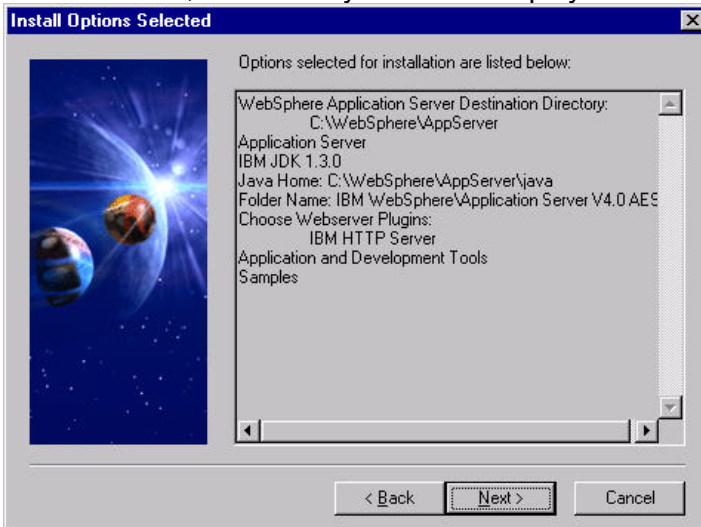 Install Options Selected
Options selected for installation are listed below:
WebSphere Application Server Destination Directory:
C:\WebSphere\AppServer
Application Server
IBM JDK 1.3.0
Java Home: C:\WebSphere\AppServer\java
Folder Name: IBM WebSphere\Application Server V4.0 AES
Choose Webserver Plugins:
IBM HTTP Server
Application and Development Tools
Samples
< Back Next > Cancel